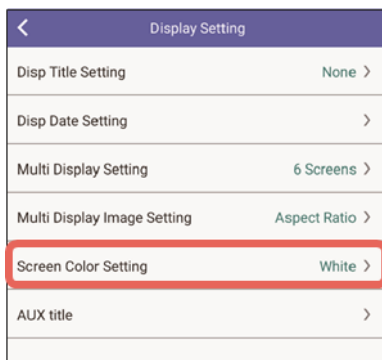 Display Setting
Disp Title Setting None
Disp Date Setting
Multi Display Setting 6 Screens
Multi Display Image Setting Aspect Ratio
Screen Color Setting White
AUX title